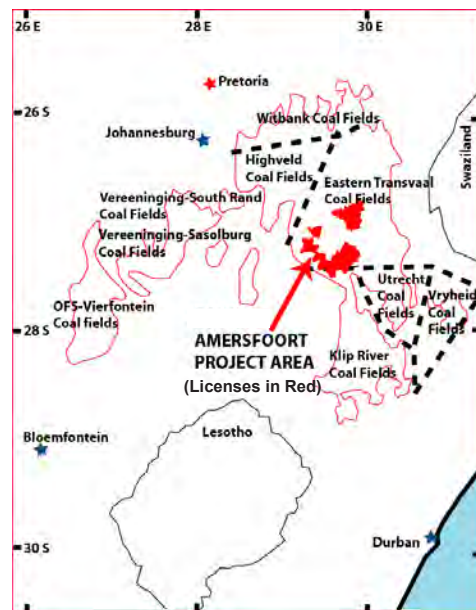 26 E
28
30 E
Pretoria
26 S
Witbank Coal Fields
Johannesburg
Highveld
Coal Fields
Swaziland
Eastern Transvaal
Coal Fields
Vereeninging-South Rand
Coal Fields
Vereeninging-Sasolburg
Coal Fields
Utrecht
Coal
Fields
Vryheid
Coal
Fields
OFS-Vierfontein
Coal fields
28 S
AMERSFOORT
PROJECT AREA
(Licenses in Red)
Klip River
Coal Fields
Lesotho
Bloemfontein
30 S
Durban